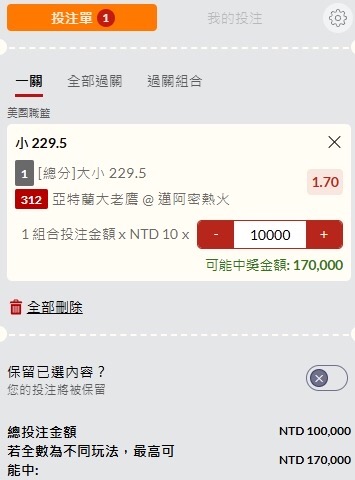 投注單 1 我的投注
一關 全部過關 過關組合
美國職籃
小 229.5
1 [總分]大小 229.5
1.70
312 亞特蘭大老鷹 @ 邁阿密熱火
1 組合投注金額 x NTD 10 x - 10000 +
可能中獎金額: 170,000
全部刪除
保留已選內容？
您的投注將被保留
總投注金額 NTD 100,000
若全數為不同玩法，最高可
能中: NTD 170,000